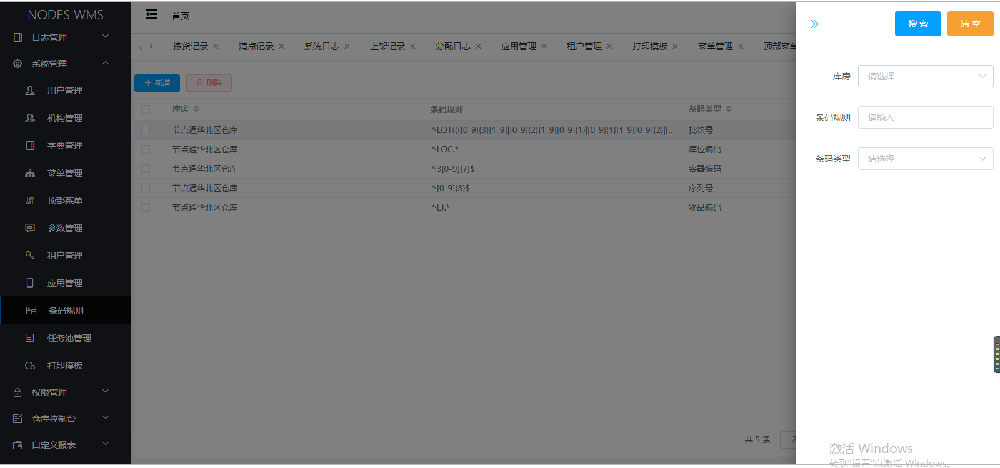 NODES WMS
日志管理
系统管理
用户管理
机构管理
字典管理
菜单管理
顶部菜单
参数管理
租户管理
应用管理
条码规则
任务池管理
打印模板
权限管理
仓库控制台
自定义报表
首页
拣货记录 清点记录 系统日志 上架记录 分配日志 应用管理 租户管理 打印模板 菜单管理 顶部菜单
新增 删除
库房 条码规则 条码类型
节点通华北区仓库 ^LOT((([0-9]{3}[1-9]|[0-9]{2}[1-9][0-9]{1}|[0-9]{1}[1-9][0-9]{2}|[... 批次号
节点通华北区仓库 ^LOC.* 库位编码
节点通华北区仓库 ^3[0-9]{7}$ 容器编码
节点通华北区仓库 ^[0-9]{8}$ 序列号
节点通华北区仓库 ^LJ.* 物品编码
共 5 条 2
搜 索 清 空
库房 请选择
条码规则 请输入
条码类型 请选择
激活 Windows
转到“设置”以激活 Windows。